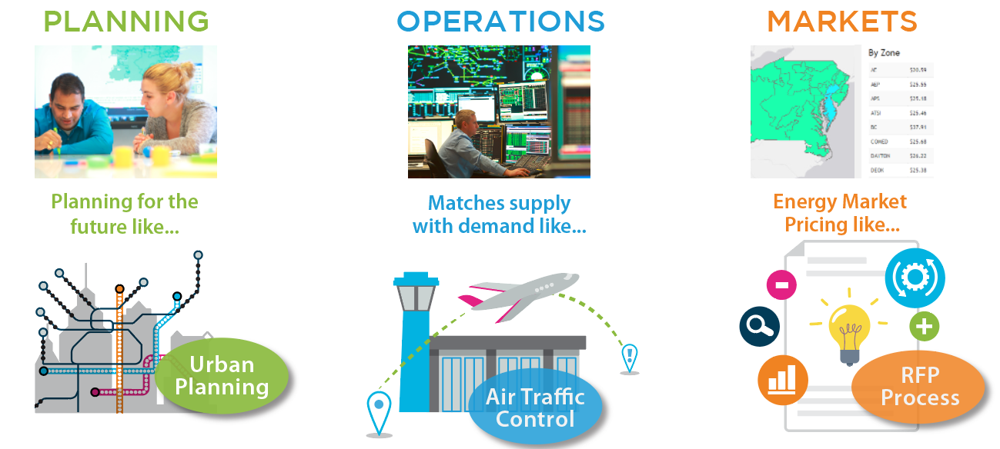 PLANNING
OPERATIONS
MARKETS
By Zone
AE $30.59
AEP $25.55
APS $25.18
ATSI $25.46
BC $37.91
COMED $25.68
DAYTON $26.22
DEOK $25.38
Planning for the
future like...
Matches supply
with demand like...
Energy Market
Pricing like...
Urban
Planning
Air Traffic
Control
RFP
Process